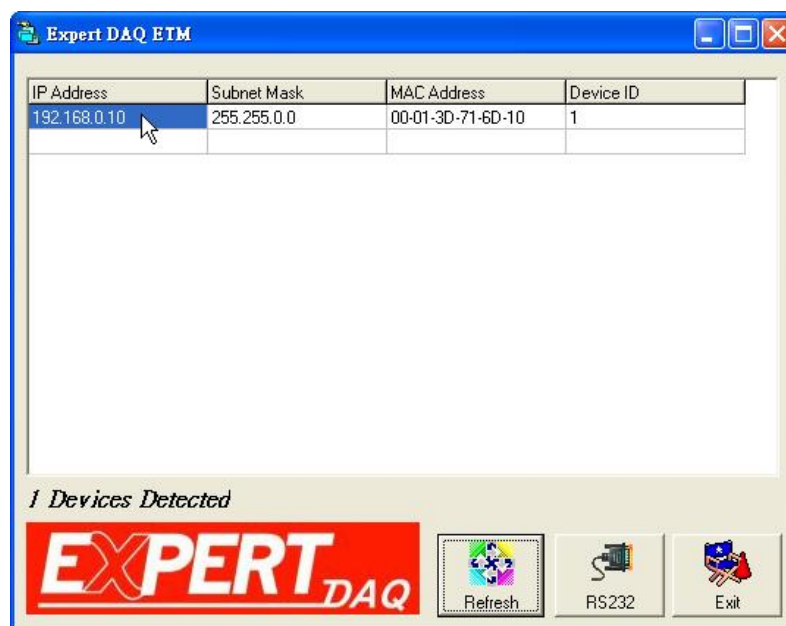 Expert DAQ ETM
IP Address Subnet Mask MAC Address Device ID
192.168.0.10 255.255.0.0 00-01-3D-71-6D-10 1
1 Devices Detected
EXPERT DAQ
Refresh RS232 Exit